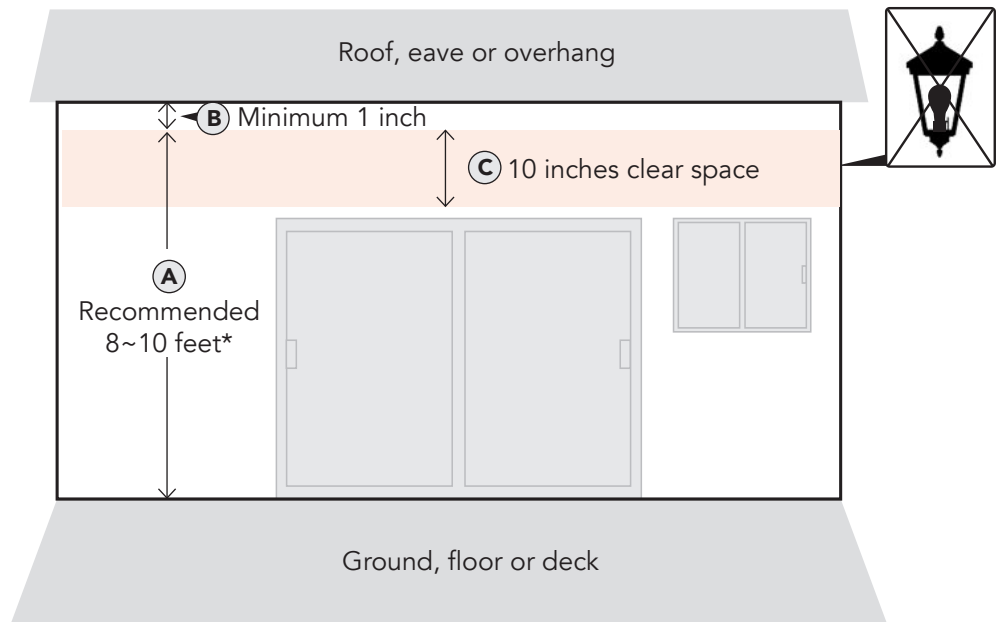 Roof, eave or overhang
B Minimum 1 inch
C 10 inches clear space
A
Recommended
8~10 feet*
Ground, floor or deck